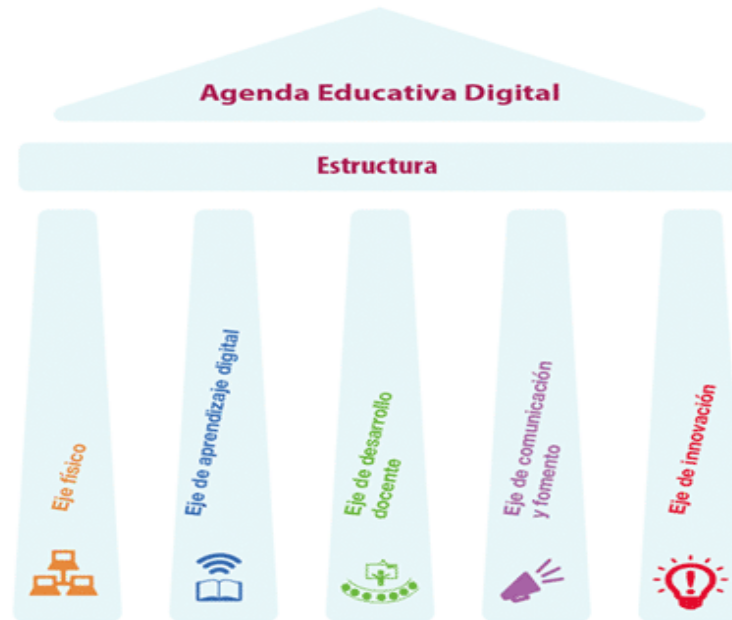 Agenda Educativa Digital
Estructura
Eje físico
Eje de aprendizaje digital
Eje de desarrollo
docente
Eje de comunicación
y fomento
Eje de innovación